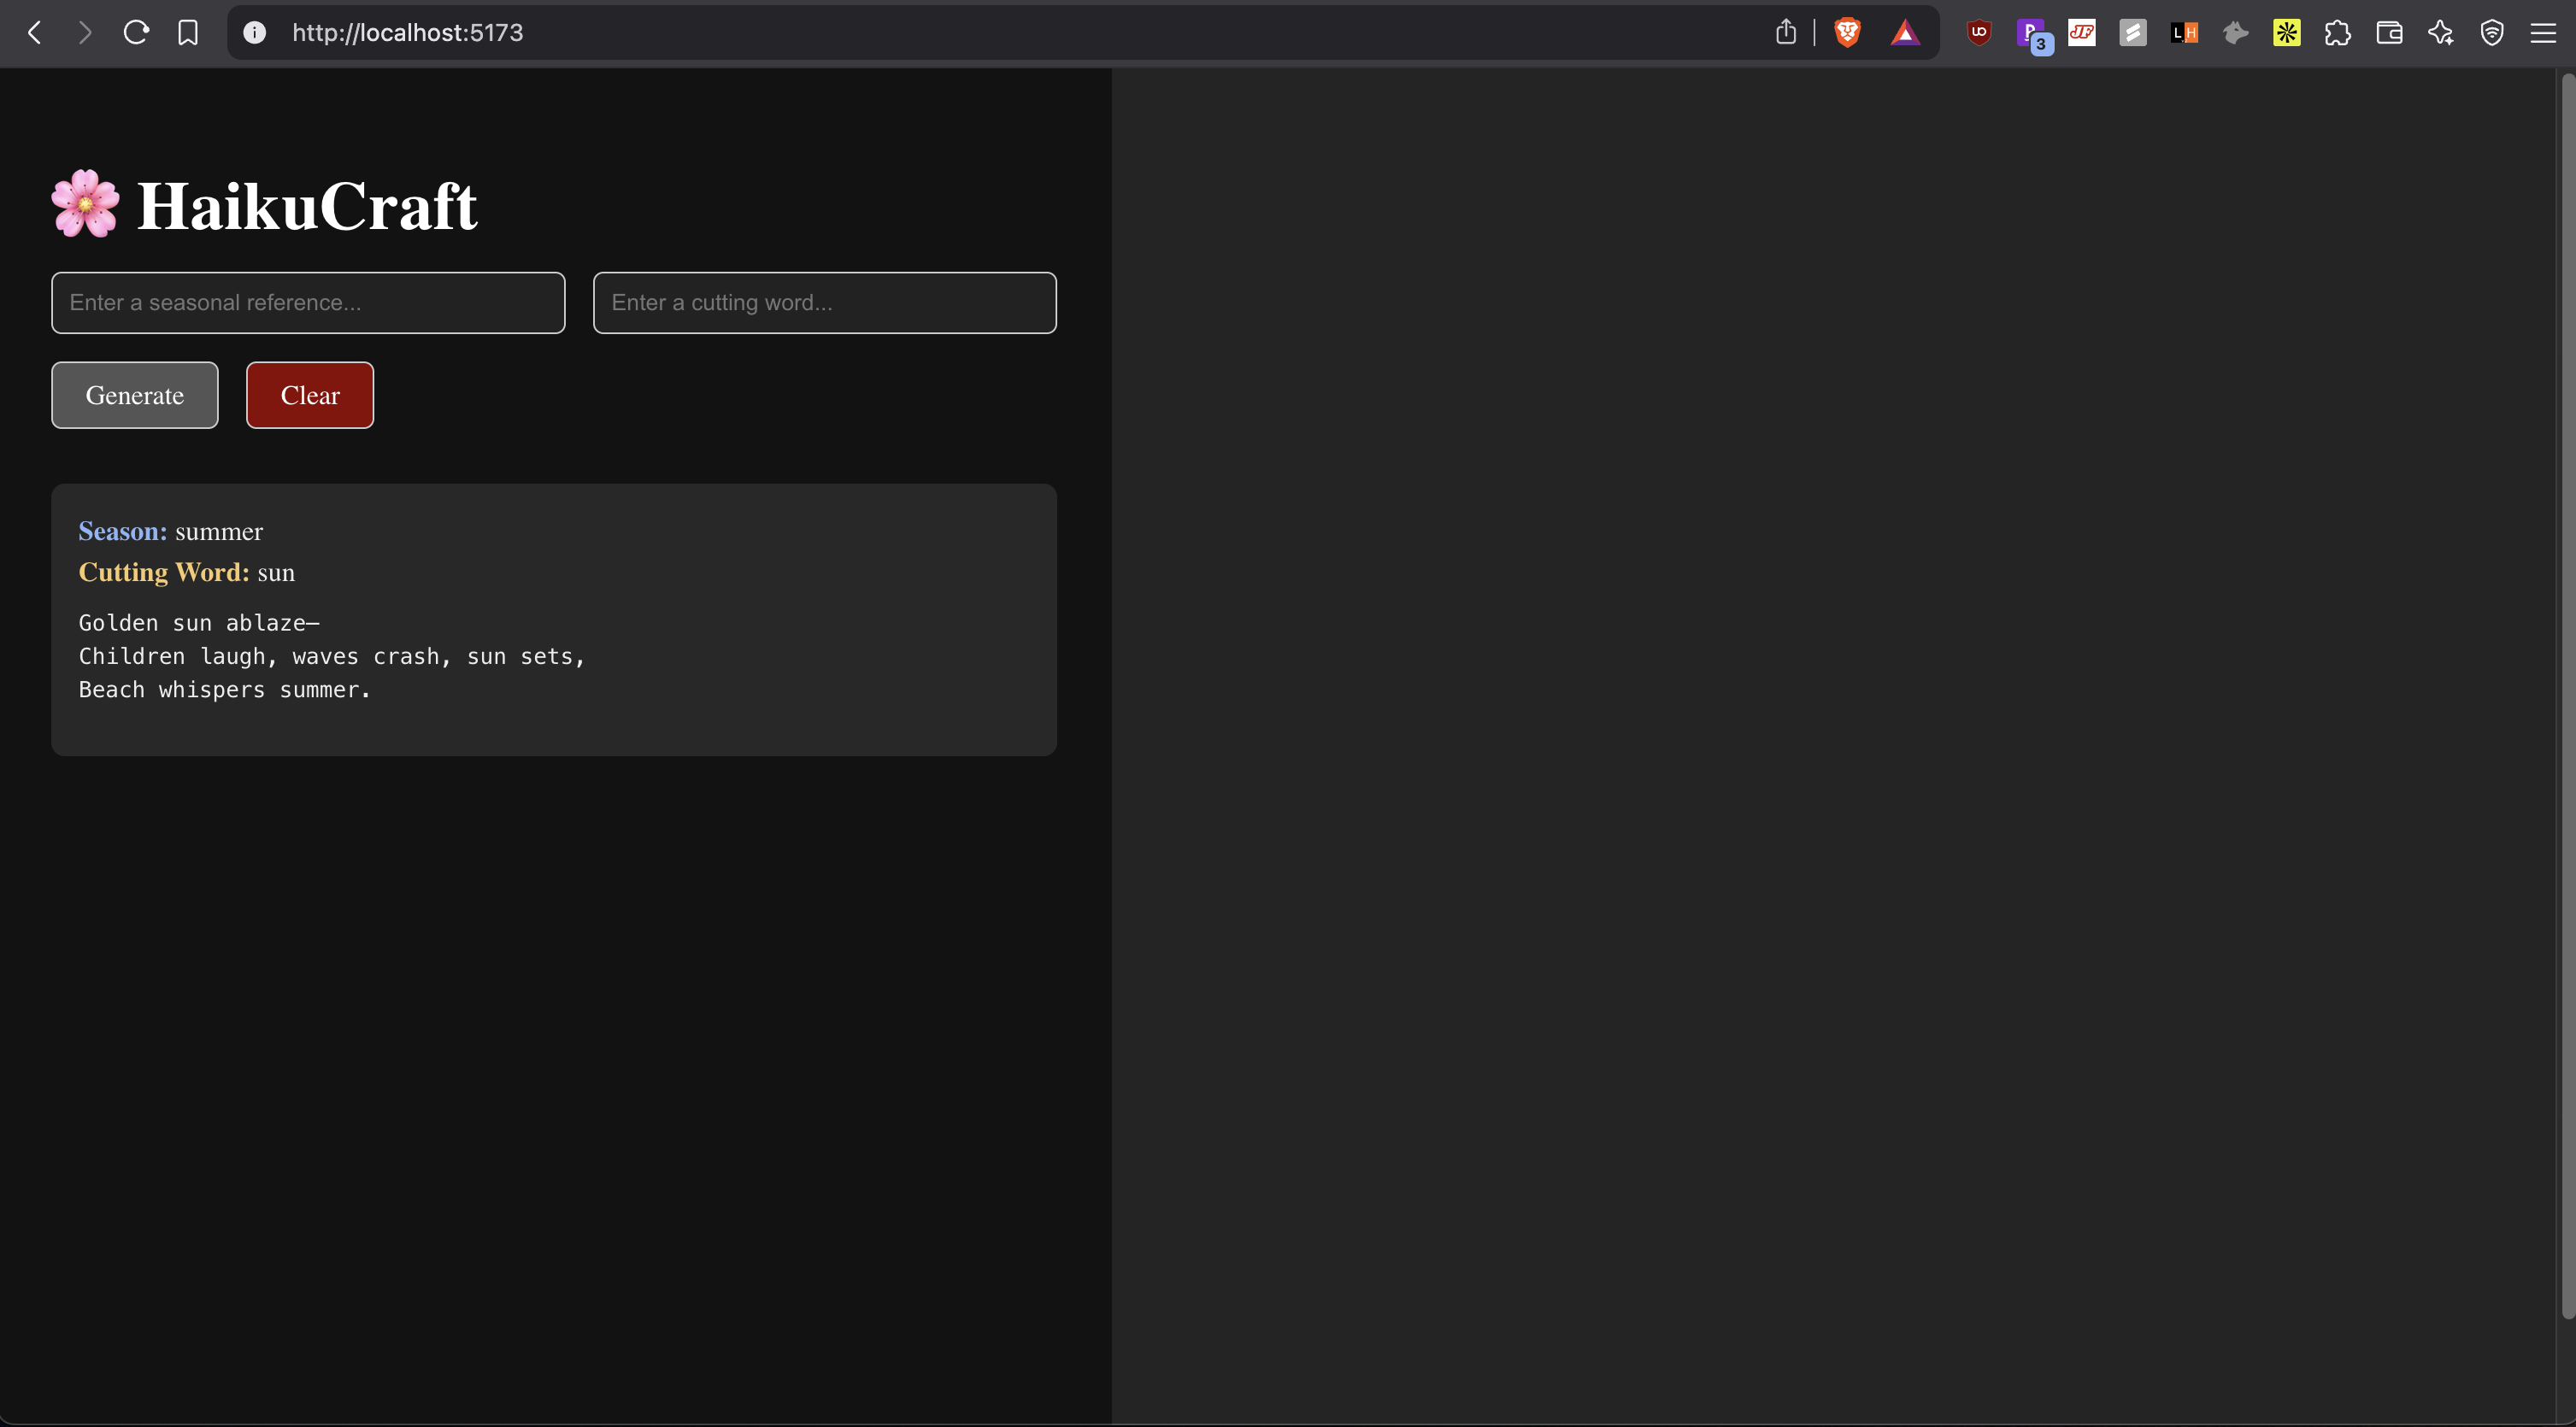 http://localhost:5173
3
HaikuCraft
Enter a seasonal reference...
Enter a cutting word...
Generate
Clear
Season: summer
Cutting Word: sun
Golden sun ablaze—
Children laugh, waves crash, sun sets,
Beach whispers summer.